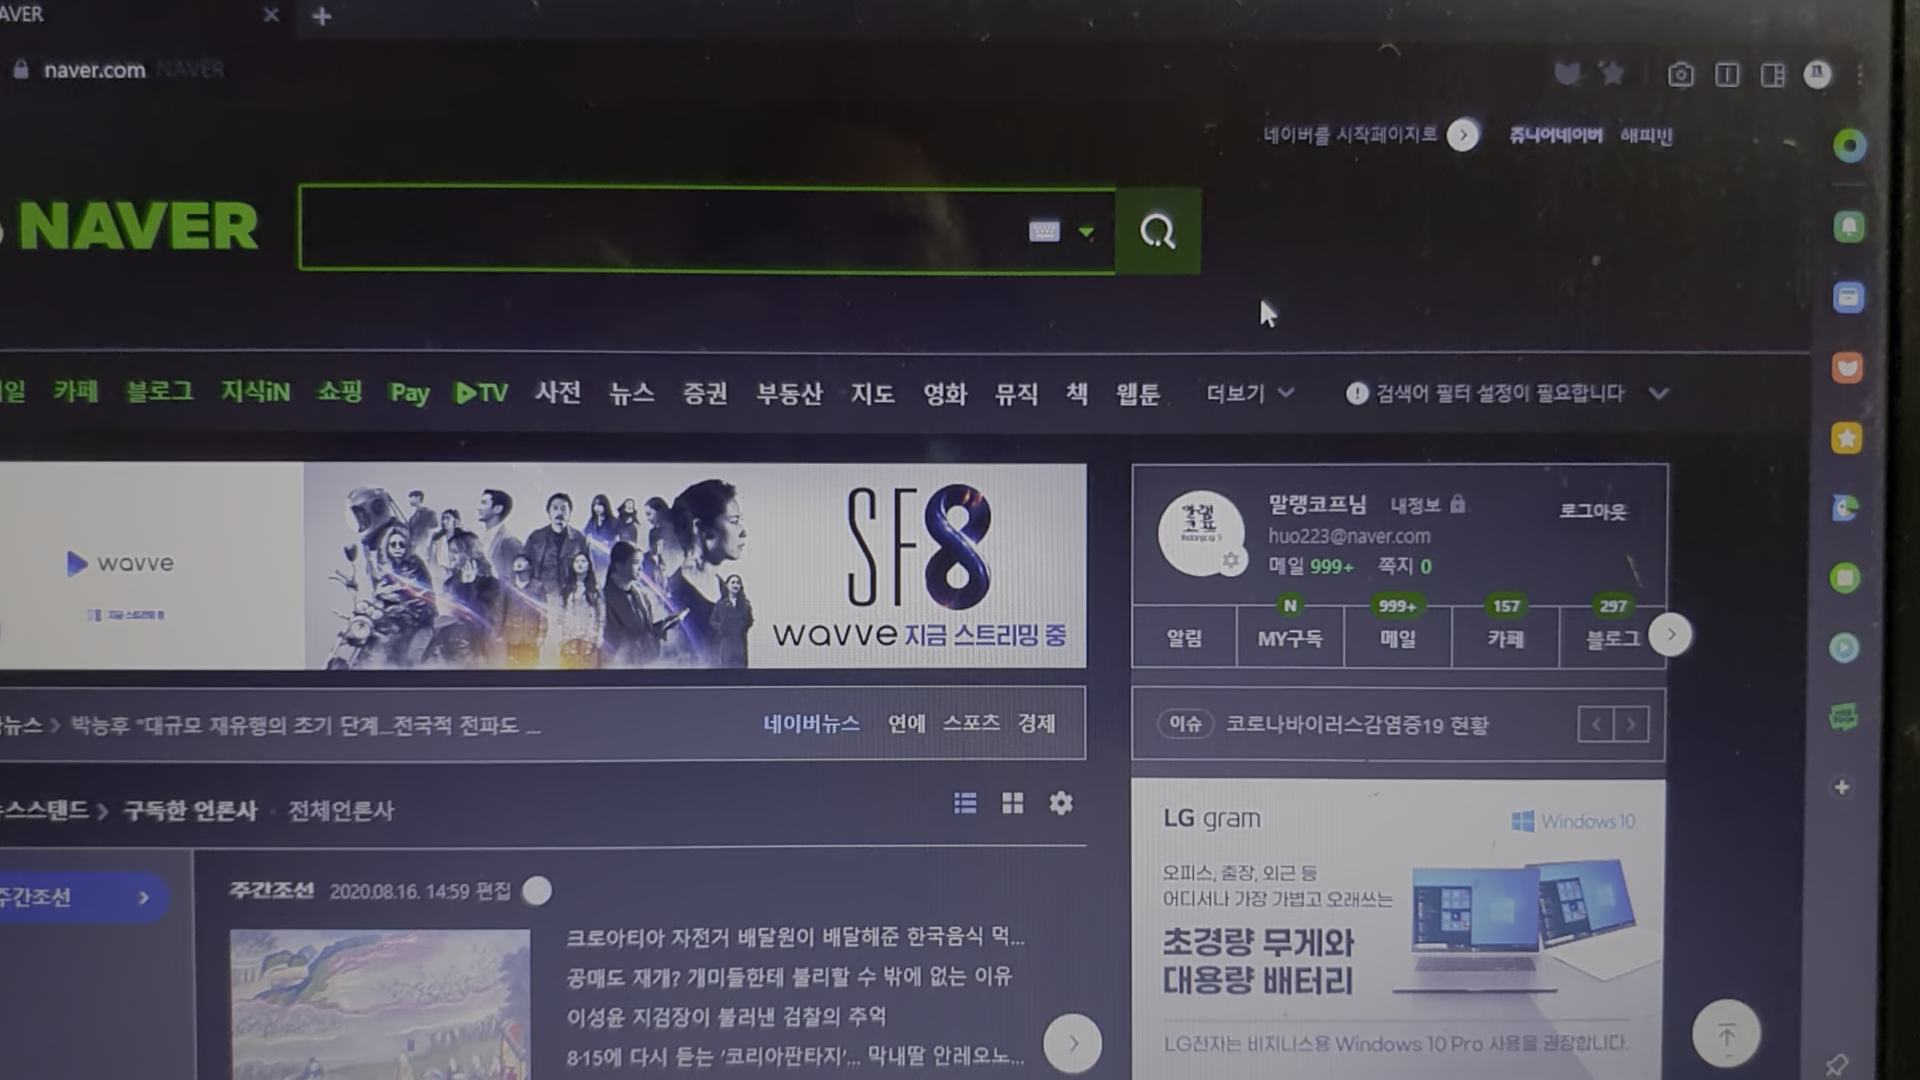 AVER
naver.com NAVER
네이버를 시작페이지로 쥬니어네이버 해피빈
NAVER
일 카페 블로그 지식iN 쇼핑 Pay TV 사전 뉴스 증권 부동산 지도 영화 뮤직 책 웹툰 더보기 검색어 필터 설정이 필요합니다
wavve
지금 스트리밍 중
SF8
wavve 지금 스트리밍 중
말랭코프님 내정보 로그아웃
huo223@naver.com
메일 999+ 쪽지 0
N 999+ 157 297
알림 MY구독 메일 카페 블로그
뉴스 > 박능후 "대규모 재유행의 초기 단계...전국적 전파도 ...
네이버뉴스 연예 스포츠 경제
이슈 코로나바이러스감염증19 현황
스스탠드 > 구독한 언론사 · 전체언론사
주간조선
주간조선 2020.08.16. 14:59 편집
크로아티아 자전거 배달원이 배달해준 한국음식 먹...
공매도 재개? 개미들한테 불리할 수 밖에 없는 이유
이성윤 지검장이 불러낸 검찰의 추억
8·15에 다시 듣는 '코리아판타지'... 막내딸 안레오노...
LG gram Windows 10
오피스, 출장, 외근 등
어디서나 가장 가볍고 오래쓰는
초경량 무게와
대용량 배터리
LG전자는 비지니스용 Windows 10 Pro 사용을 권장합니다.